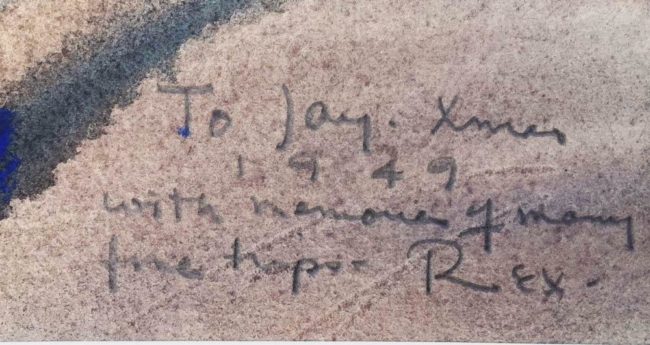 To Jay. Xmas
1949
with memories of many
fine trips- Rex.